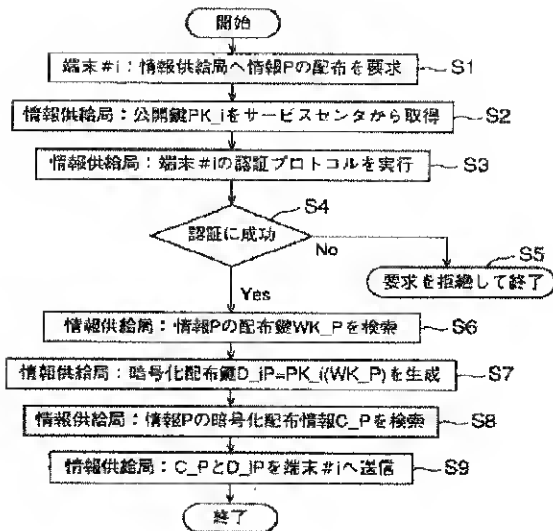 開始
端末#i：情報供給局へ情報Pの配布を要求 S1
情報供給局：公開鍵PK_iをサービスセンタから取得 S2
情報供給局：端末#iの認証プロトコルを実行 S3
S4
認証に成功
No
S5
要求を拒絶して終了
Yes
情報供給局：情報Pの配布鍵WK_Pを検索 S6
情報供給局：暗号化配布鍵D_iP=PK_i(WK_P)を生成 S7
情報供給局：情報Pの暗号化配布情報C_Pを検索 S8
情報供給局：C_PとD_iPを端末#iへ送信 S9
終了